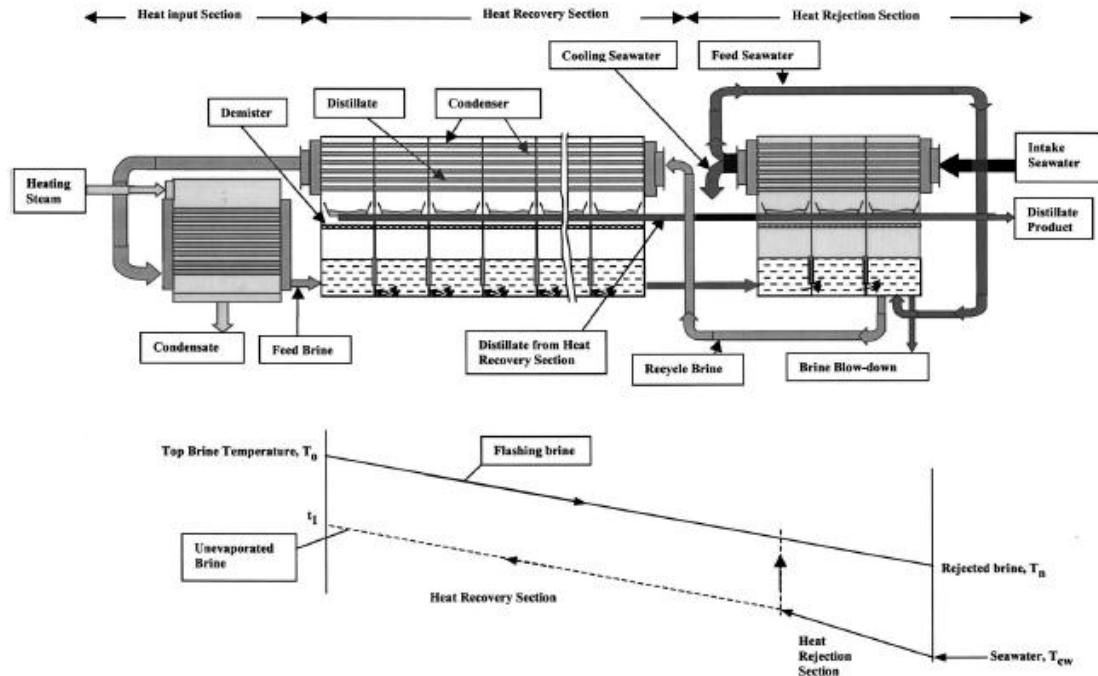 Heat input Section
Heat Recovery Section
Heat Rejection Section
Cooling Seawater
Feed Seawater
Demister
Distillate
Condenser
Intake
Seawater
Heating
Steam
Distillate
Product
Condensate
Feed Brine
Distillate from Heat
Recovery Section
Recycle Brine
Brine Blow-down
Top Brine Temperature, To
Flashing brine
t1
Unevaporated
Brine
Rejected brine, Tn
Heat Recovery Section
Heat
Rejection
Section
Seawater, Tcw